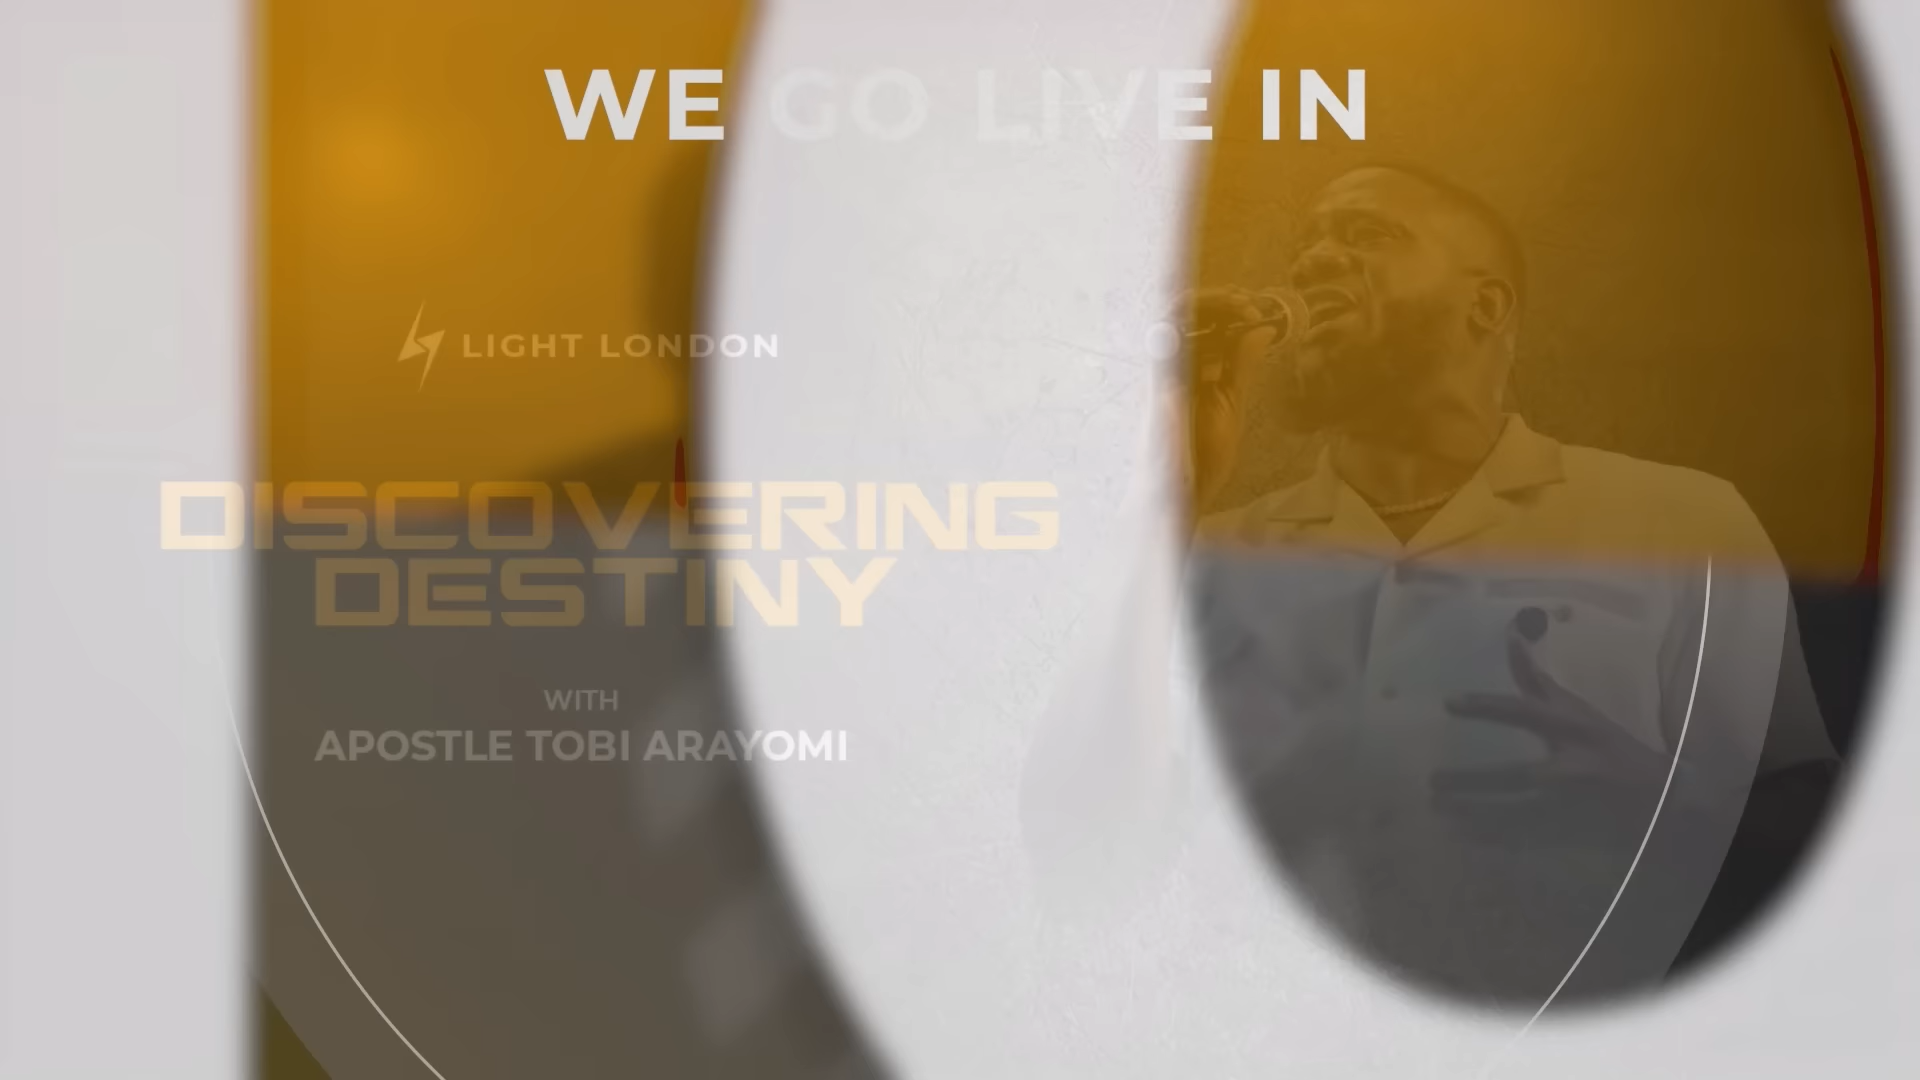 WE GO LIVE IN
LIGHT LONDON
DISCOVERING
DESTINY
WITH
APOSTLE TOBI ARAYOMI